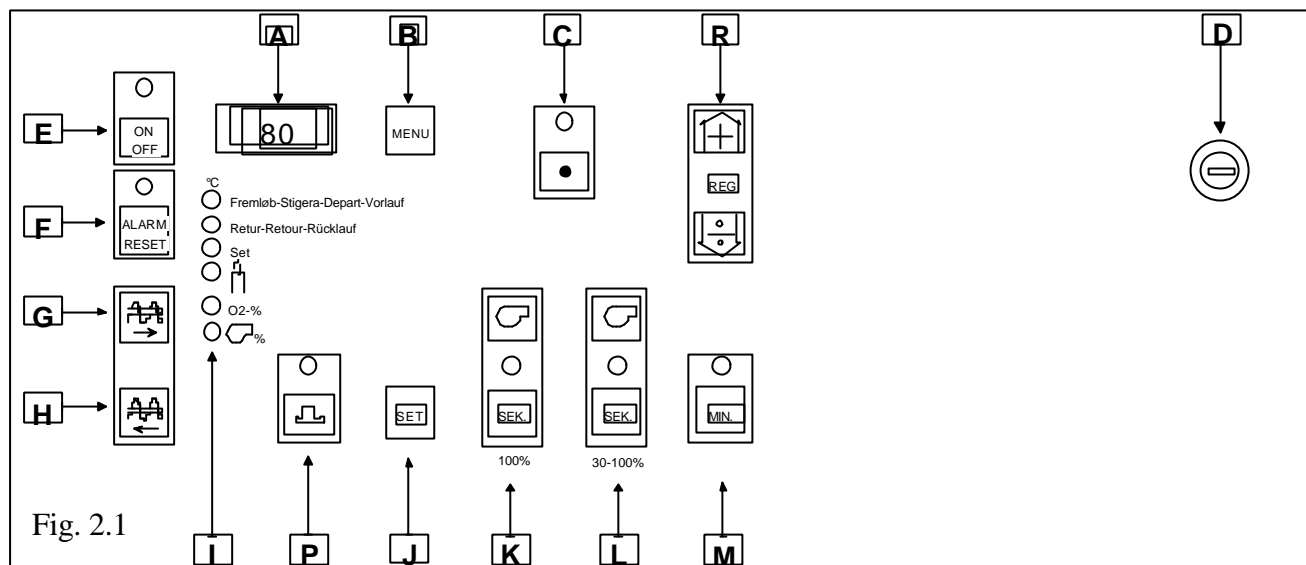 A
B
C
R
D
E
ON
OFF
80
MENU
REG
F
ALARM
RESET
°C
Fremløb-Stigera-Depart-Vorlauf
Retur-Retour-Rücklauf
Set
G
O2-%
%
H
SET
SEK.
SEK.
MIN.
100%
30-100%
Fig. 2.1
I
P
J
K
L
M